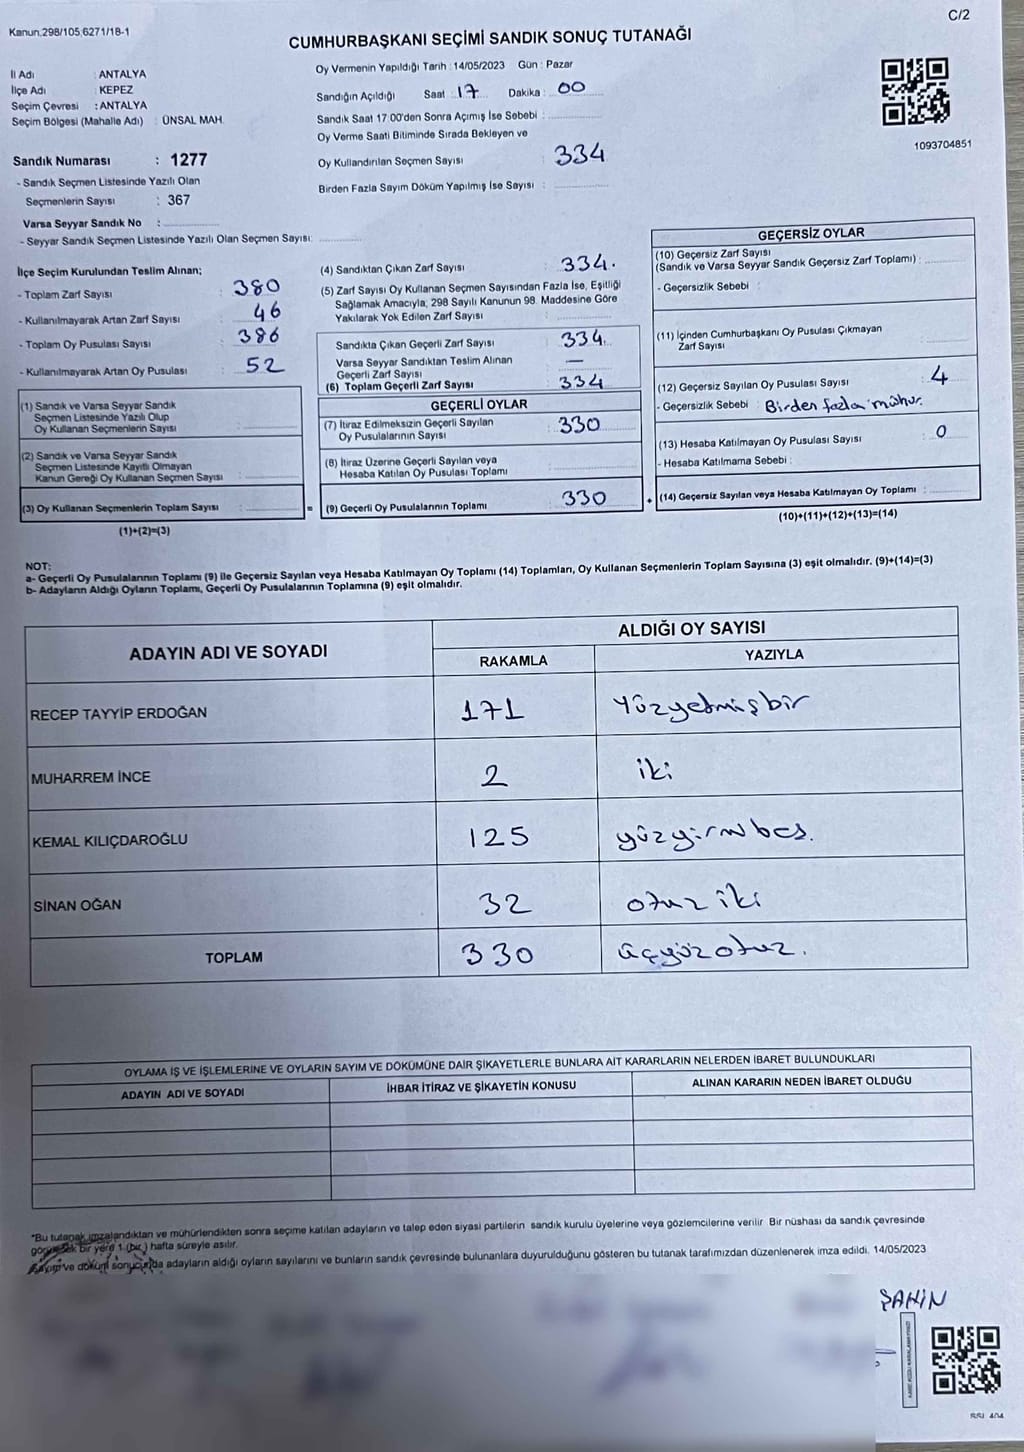 Kanun.298/105,6271/18-1
C/2
CUMHURBAŞKANI SEÇİMİ SANDIK SONUÇ TUTANAĞI
İl Adı : ANTALYA
İlçe Adı : KEPEZ
Seçim Çevresi : ANTALYA
Seçim Bölgesi (Mahalle Adı) : ÜNSAL MAH.
Sandık Numarası : 1277
- Sandık Seçmen Listesinde Yazılı Olan
Seçmenlerin Sayısı : 367
Varsa Seyyar Sandık No :
- Seyyar Sandık Seçmen Listesinde Yazılı Olan Seçmen Sayısı:
Oy Vermenin Yapıldığı Tarih : 14/05/2023 Gün : Pazar
Sandığın Açıldığı Saat : 17 Dakika : 00
Sandık Saat 17:00'den Sonra Açımış İse Sebebi :
Oy Verme Saati Bitiminde Sırada Bekleyen ve
Oy Kullandırılan Seçmen Sayısı : 334
Birden Fazla Sayım Döküm Yapılmış İse Sayısı :
1093704851
İlçe Seçim Kurulundan Teslim Alınan;
- Toplam Zarf Sayısı : 380
- Kullanılmayarak Artan Zarf Sayısı : 46
- Toplam Oy Pusulası Sayısı : 386
- Kullanılmayarak Artan Oy Pusulası : 52
(1) Sandık ve Varsa Seyyar Sandık
Seçmen Listesinde Yazılı Olup
Oy Kullanan Seçmenlerin Sayısı :
(2) Sandık ve Varsa Seyyar Sandık
Seçmen Listesinde Kayıtlı Olmayan
Kanun Gereği Oy Kullanan Seçmen Sayısı :
(3) Oy Kullanan Seçmenlerin Toplam Sayısı :
(1)+(2)=(3)
(4) Sandıktan Çıkan Zarf Sayısı : 334.
(5) Zarf Sayısı Oy Kullanan Seçmen Sayısından Fazla İse, Eşitliği
Sağlamak Amacıyla; 298 Sayılı Kanunun 98. Maddesine Göre
Yakılarak Yok Edilen Zarf Sayısı :
Sandıkta Çıkan Geçerli Zarf Sayısı : 334
Varsa Seyyar Sandıktan Teslim Alınan
Geçerli Zarf Sayısı : —
(6) Toplam Geçerli Zarf Sayısı : 334
GEÇERLİ OYLAR
(7) İtiraz Edilmeksizin Geçerli Sayılan
Oy Pusulalarının Sayısı : 330
(8) İtiraz Üzerine Geçerli Sayılan veya
Hesaba Katılan Oy Pusulası Toplamı :
= (9) Geçerli Oy Pusulalarının Toplamı : 330 +
GEÇERSİZ OYLAR
(10) Geçersiz Zarf Sayısı
(Sandık ve Varsa Seyyar Sandık Geçersiz Zarf Toplamı) :
- Geçersizlik Sebebi :
(11) İçinden Cumhurbaşkanı Oy Pusulası Çıkmayan
Zarf Sayısı :
(12) Geçersiz Sayılan Oy Pusulası Sayısı : 4
- Geçersizlik Sebebi : Birden fazla mühür.
(13) Hesaba Katılmayan Oy Pusulası Sayısı : 0
- Hesaba Katılmama Sebebi :
(14) Geçersiz Sayılan veya Hesaba Katılmayan Oy Toplamı :
(10)+(11)+(12)+(13)=(14)
NOT:
a- Geçerli Oy Pusulalarının Toplamı (9) ile Geçersiz Sayılan veya Hesaba Katılmayan Oy Toplamı (14) Toplamları, Oy Kullanan Seçmenlerin Toplam Sayısına (3) eşit olmalıdır. (9)+(14)=(3)
b- Adayların Aldığı Oyların Toplamı, Geçerli Oy Pusulalarının Toplamına (9) eşit olmalıdır.
ADAYIN ADI VE SOYADI ALDIĞI OY SAYISI
RAKAMLA YAZIYLA
RECEP TAYYİP ERDOĞAN 171 Yüzyetmişbir
MUHARREM İNCE 2 iki
KEMAL KILIÇDAROĞLU 125 yüzyirmibeş.
SİNAN OĞAN 32 otuz iki
TOPLAM 330 üçyüzotuz.
OYLAMA İŞ VE İŞLEMLERİNE VE OYLARIN SAYIM VE DÖKÜMÜNE DAİR ŞİKAYETLERLE BUNLARA AİT KARARLARIN NELERDEN İBARET BULUNDUKLARI
ADAYIN ADI VE SOYADI İHBAR İTİRAZ VE ŞİKAYETİN KONUSU ALINAN KARARIN NEDEN İBARET OLDUĞU
*Bu tutanak imzalandıktan ve mühürlendikten sonra seçime katılan adayların ve talep eden siyasi partilerin sandık kurulu üyelerine veya gözlemcilerine verilir. Bir nüshası da sandık çevresinde
görülecek bir yere 1 (bir) hafta süreyle asılır.
Sayım ve döküm sonucunda adayların aldığı oyların sayılarını ve bunların sandık çevresinde bulunanlara duyurulduğunu gösteren bu tutanak tarafımızdan düzenlenerek imza edildi. 14/05/2023
ŞAHİN